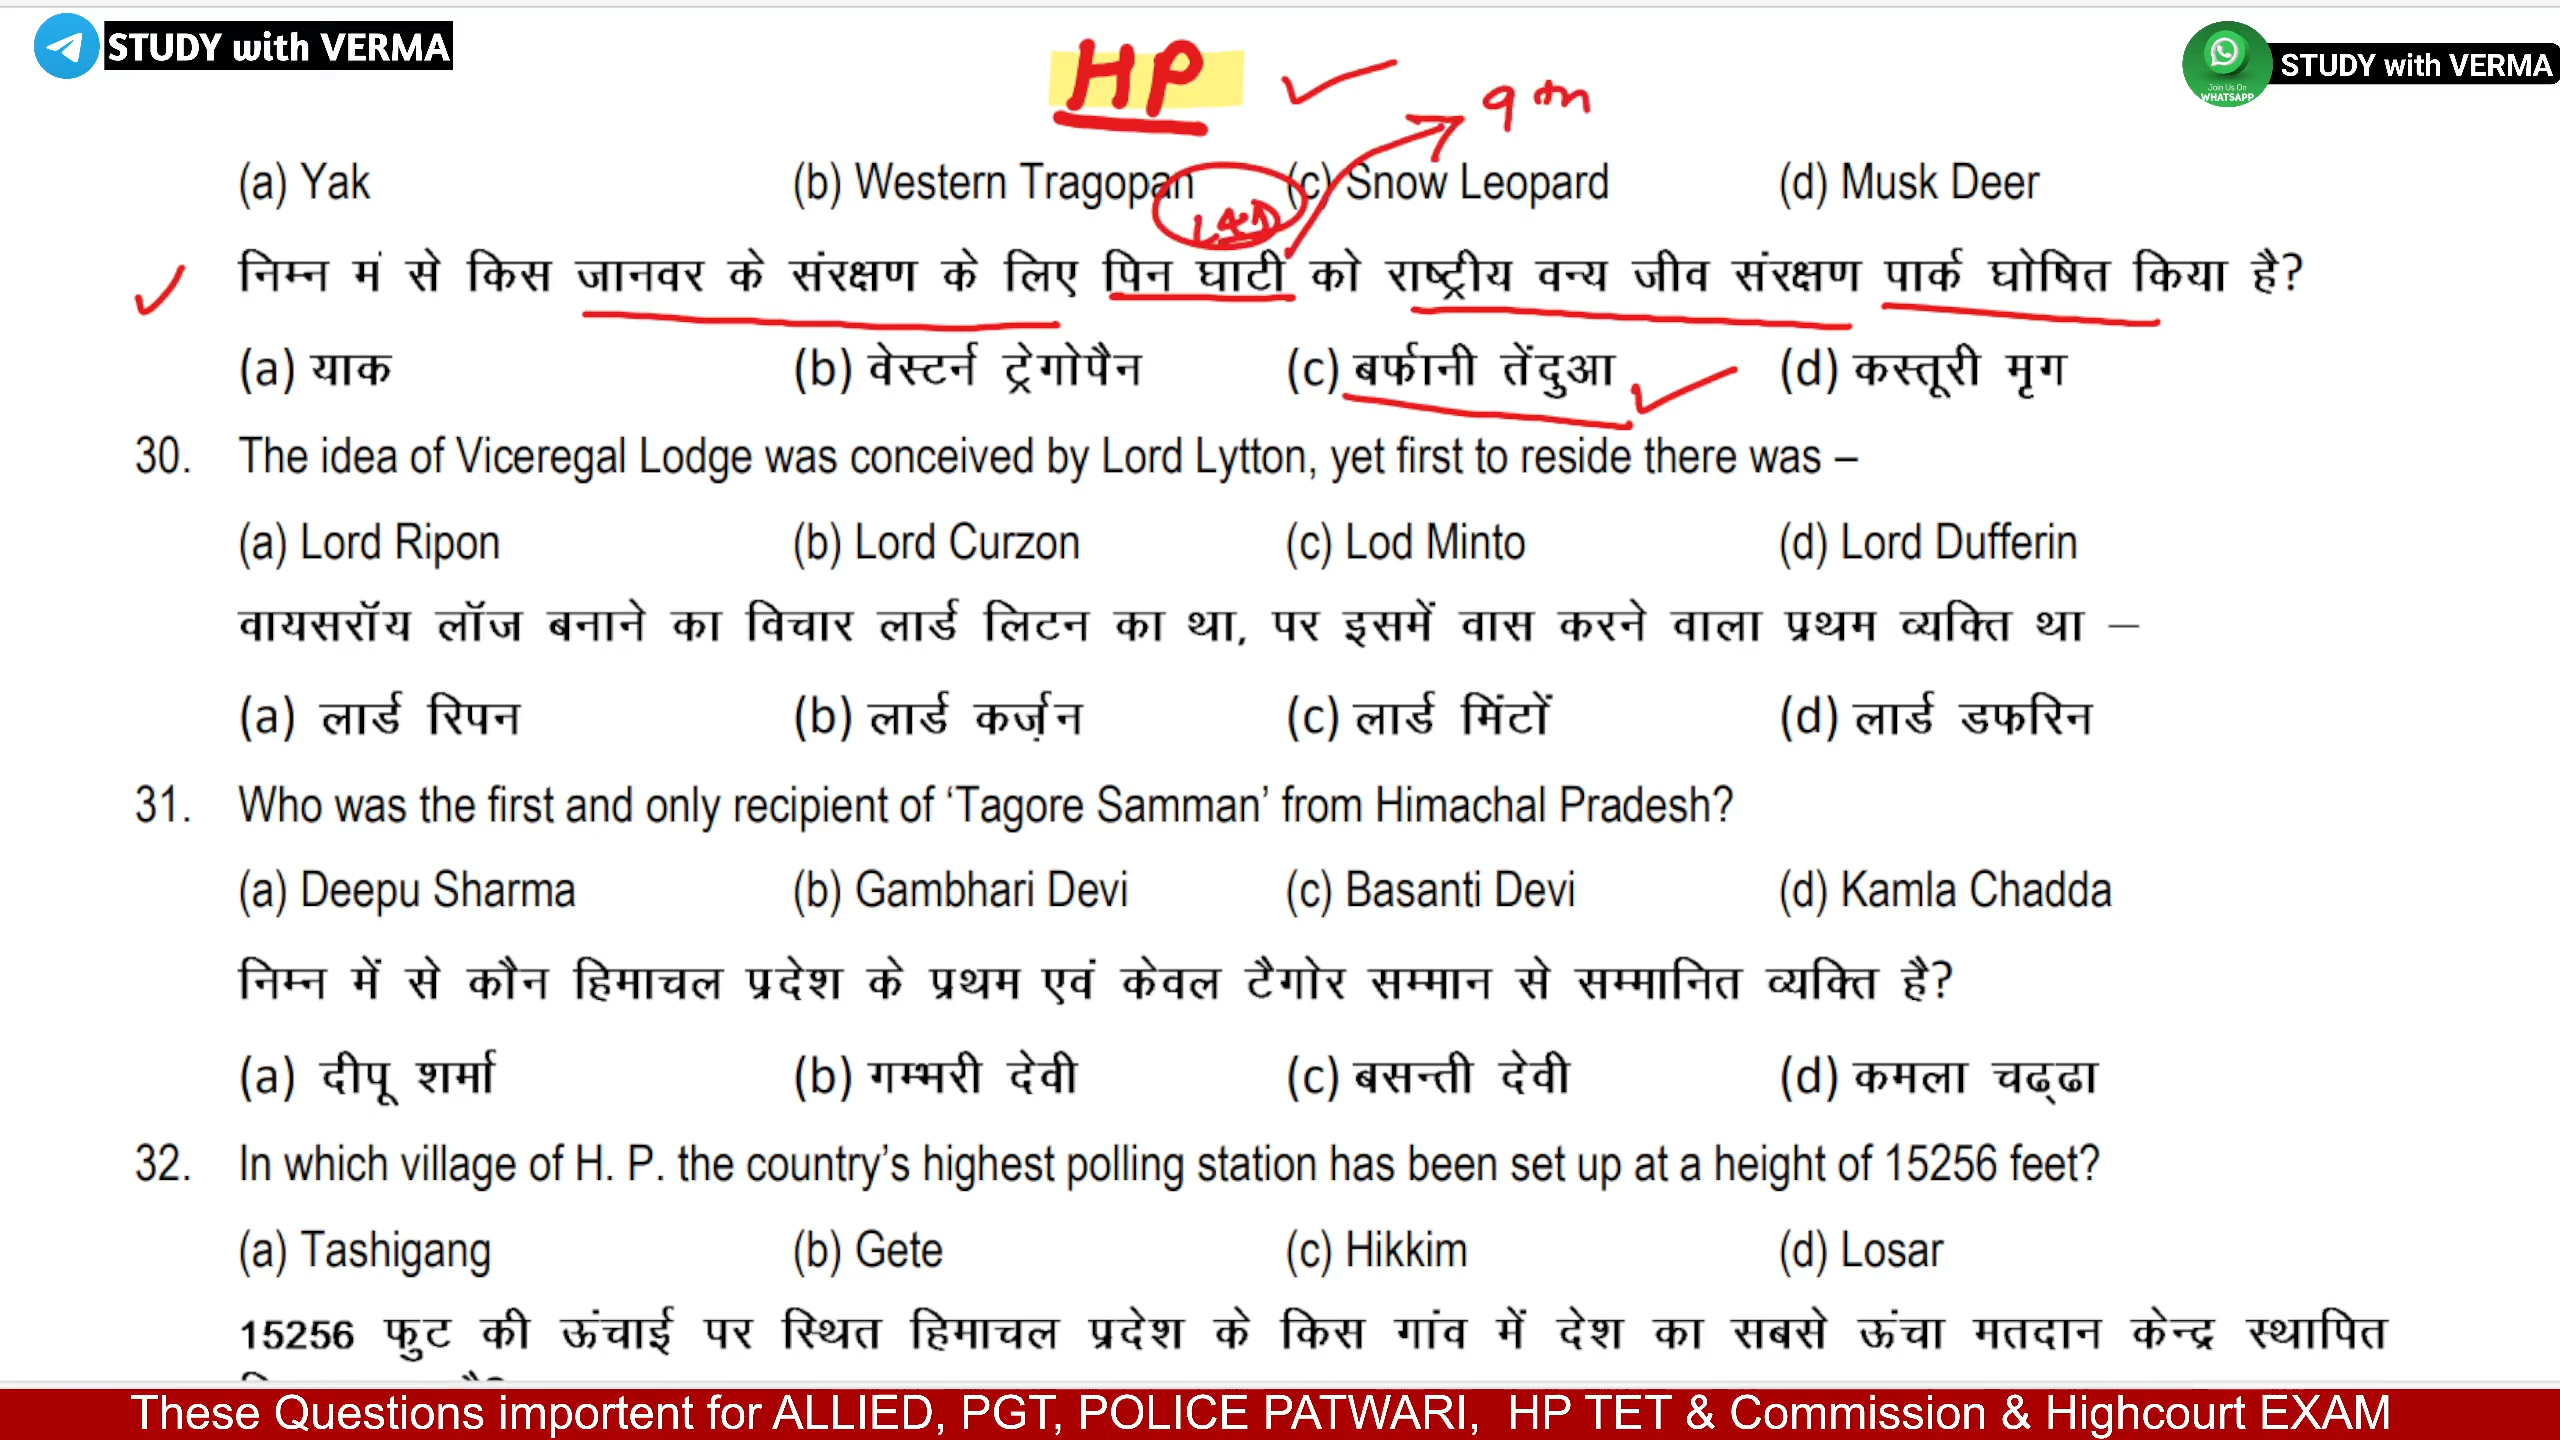 STUDY with VERMA
HP
9th
Join Us On
WHATSAPP
STUDY with VERMA
(a) Yak (b) Western Tragopan (c) Snow Leopard (d) Musk Deer
L&D
निम्न मं से किस जानवर के संरक्षण के लिए पिन घाटी को राष्ट्रीय वन्य जीव संरक्षण पार्क घोषित किया है?
(a) याक (b) वेस्टर्न ट्रेगोपैन (c) बर्फानी तेंदुआ (d) कस्तूरी मृग
30. The idea of Viceregal Lodge was conceived by Lord Lytton, yet first to reside there was –
(a) Lord Ripon (b) Lord Curzon (c) Lod Minto (d) Lord Dufferin
वायसरॉय लॉज बनाने का विचार लार्ड लिटन का था, पर इसमें वास करने वाला प्रथम व्यक्ति था –
(a) लार्ड रिपन (b) लार्ड कर्ज़न (c) लार्ड मिंटों (d) लार्ड डफरिन
31. Who was the first and only recipient of ‘Tagore Samman’ from Himachal Pradesh?
(a) Deepu Sharma (b) Gambhari Devi (c) Basanti Devi (d) Kamla Chadda
निम्न में से कौन हिमाचल प्रदेश के प्रथम एवं केवल टैगोर सम्मान से सम्मानित व्यक्ति है?
(a) दीपू शर्मा (b) गम्भरी देवी (c) बसन्ती देवी (d) कमला चढ्ढा
32. In which village of H. P. the country’s highest polling station has been set up at a height of 15256 feet?
(a) Tashigang (b) Gete (c) Hikkim (d) Losar
15256 फुट की ऊंचाई पर स्थित हिमाचल प्रदेश के किस गांव में देश का सबसे ऊंचा मतदान केन्द्र स्थापित
These Questions importent for ALLIED, PGT, POLICE PATWARI, HP TET & Commission & Highcourt EXAM